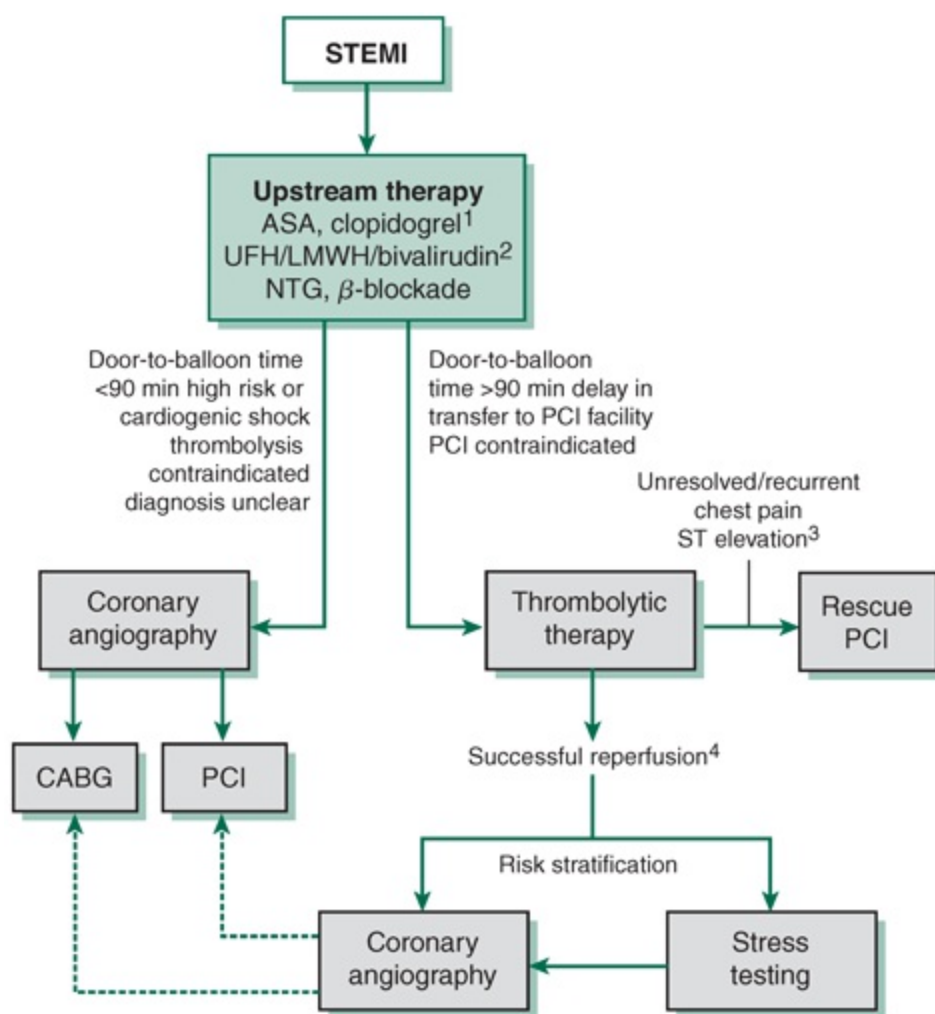 STEMI
Upstream therapy
ASA, clopidogrel1
UFH/LMWH/bivalirudin2
NTG, β-blockade
Door-to-balloon time
<90 min high risk or
cardiogenic shock
thrombolysis
contraindicated
diagnosis unclear
Door-to-balloon
time >90 min delay in
transfer to PCI facility
PCI contraindicated
Unresolved/recurrent
chest pain
ST elevation3
Coronary
angiography
Thrombolytic
therapy
Rescue
PCI
CABG
PCI
Successful reperfusion4
Risk stratification
Coronary
angiography
Stress
testing